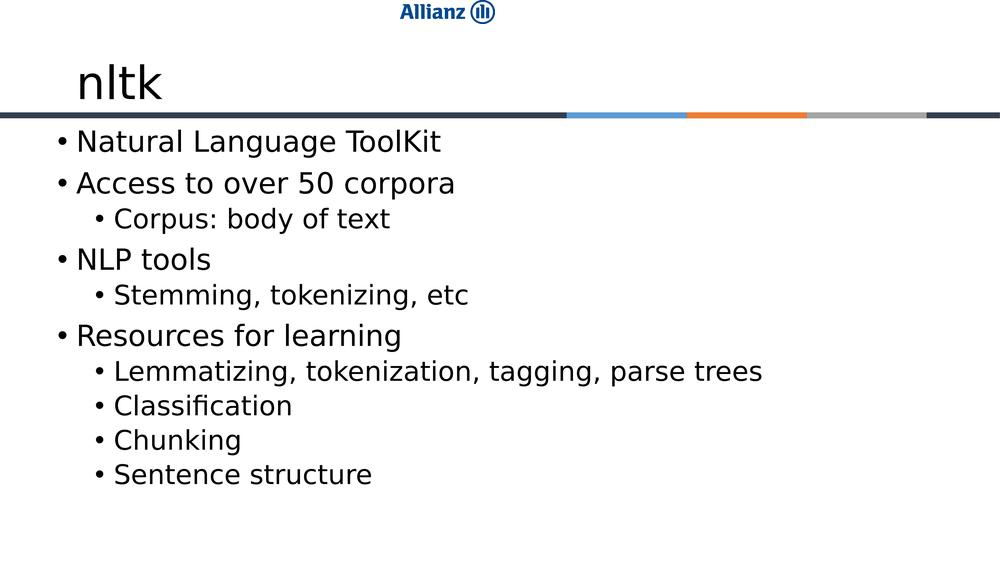 Allianz
nltk
• Natural Language ToolKit
• Access to over 50 corpora
• Corpus: body of text
• NLP tools
• Stemming, tokenizing, etc
• Resources for learning
• Lemmatizing, tokenization, tagging, parse trees
• Classification
• Chunking
• Sentence structure